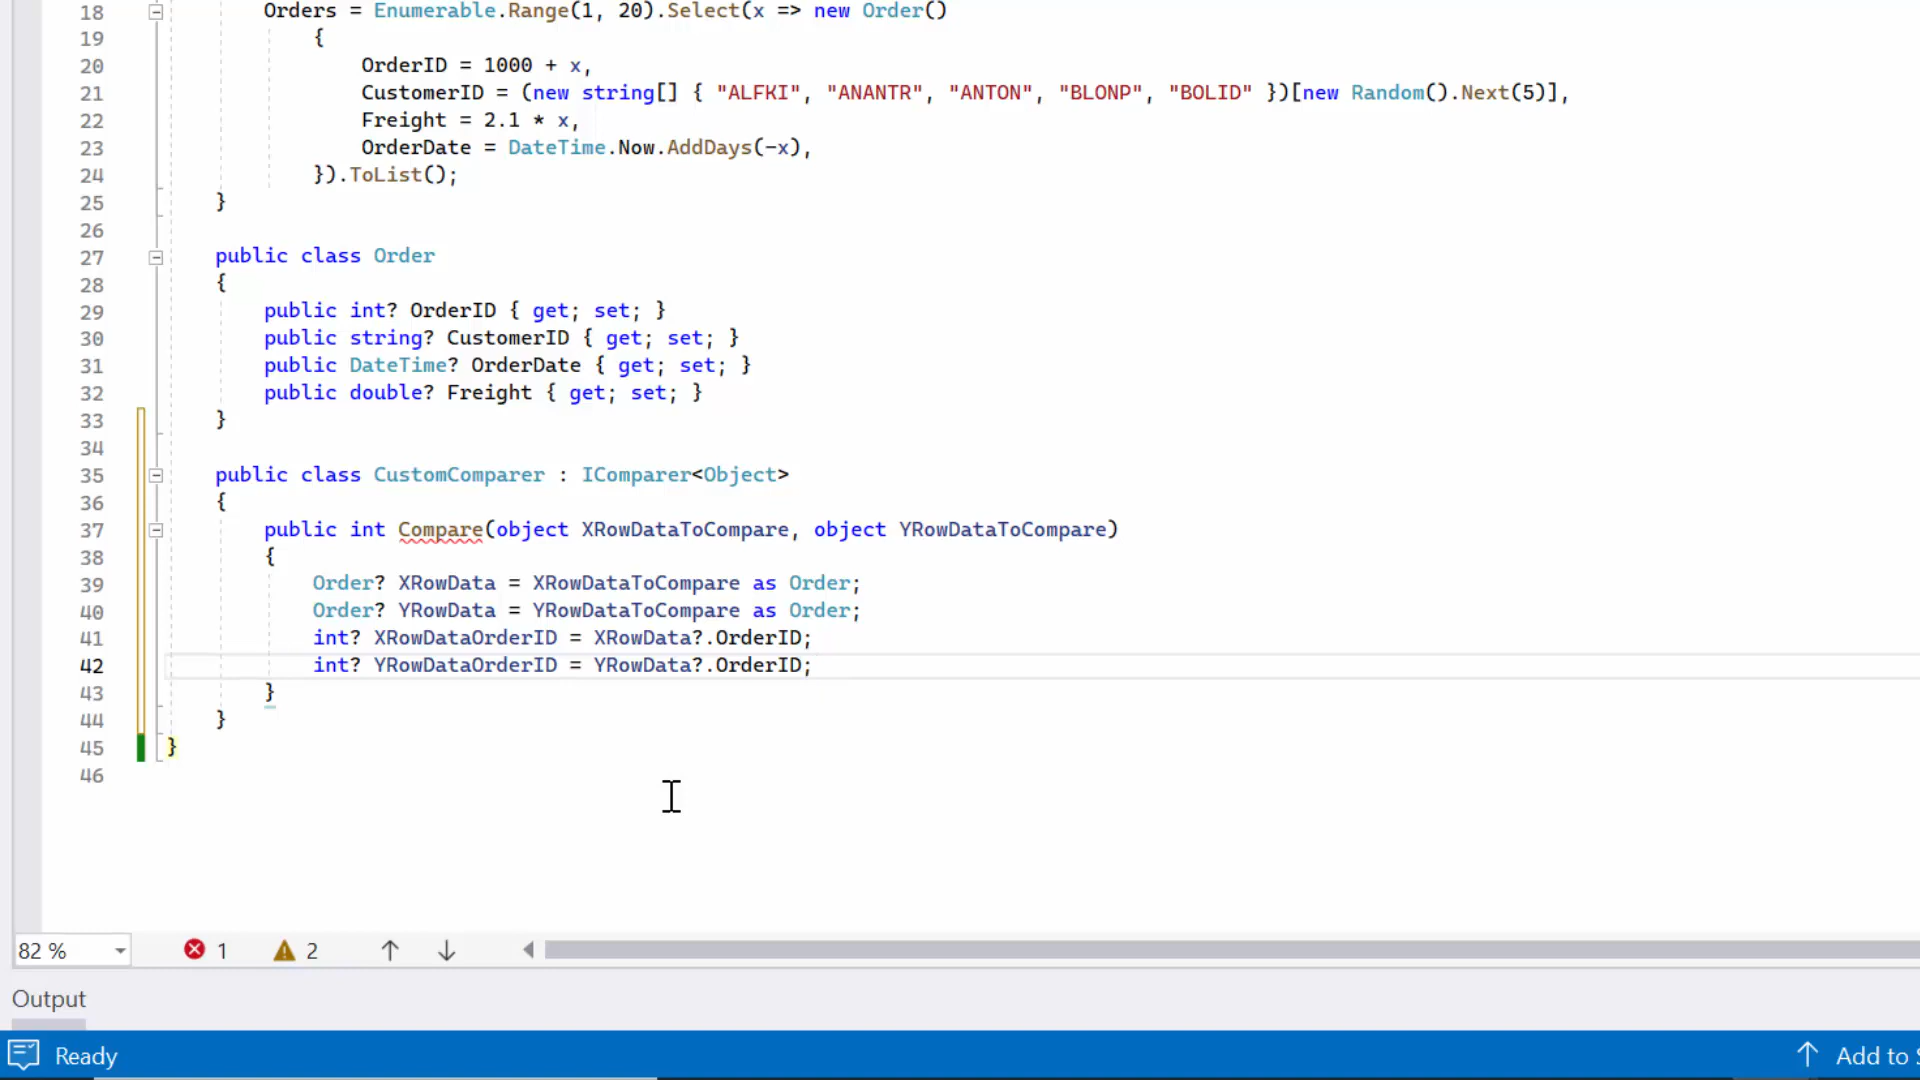 18 Orders = Enumerable.Range(1, 20).Select(x => new Order()
19 {
20 OrderID = 1000 + x,
21 CustomerID = (new string[] { "ALFKI", "ANANTR", "ANTON", "BLONP", "BOLID" })[new Random().Next(5)],
22 Freight = 2.1 * x,
23 OrderDate = DateTime.Now.AddDays(-x),
24 }).ToList();
25 }
26
27 public class Order
28 {
29 public int? OrderID { get; set; }
30 public string? CustomerID { get; set; }
31 public DateTime? OrderDate { get; set; }
32 public double? Freight { get; set; }
33 }
34
35 public class CustomComparer : IComparer<Object>
36 {
37 public int Compare(object XRowDataToCompare, object YRowDataToCompare)
38 {
39 Order? XRowData = XRowDataToCompare as Order;
40 Order? YRowData = YRowDataToCompare as Order;
41 int? XRowDataOrderID = XRowData?.OrderID;
42 int? YRowDataOrderID = YRowData?.OrderID;
43 }
44 }
45 }
46
82 % 1 2
Output
Ready Add to S